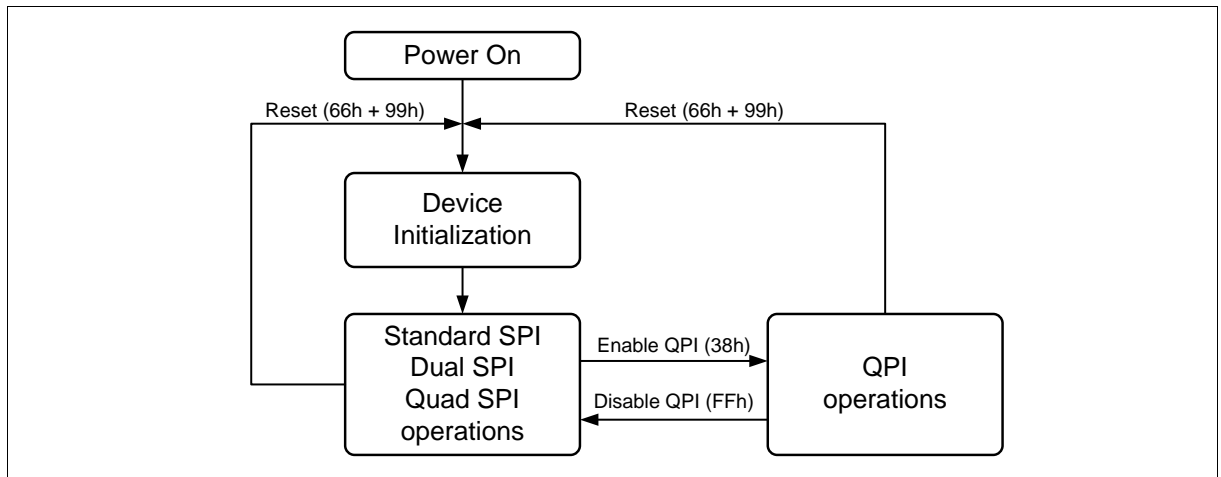 Power On
Reset (66h + 99h)
Reset (66h + 99h)
Device
Initialization
Standard SPI
Dual SPI
Quad SPI
operations
Enable QPI (38h)
Disable QPI (FFh)
QPI
operations